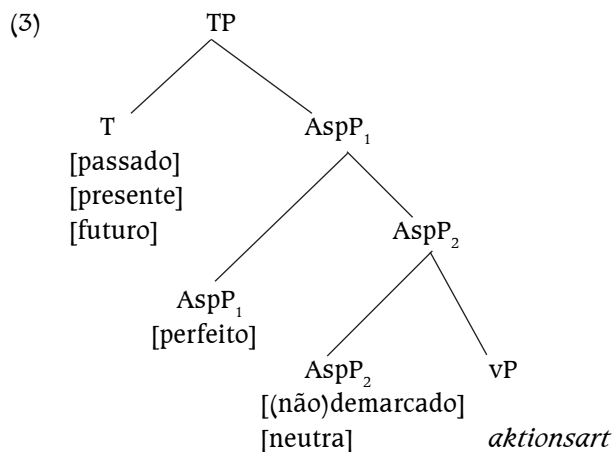 (3) TP
T AspP₁
[passado]
[presente]
[futuro] AspP₂
AspP₁
[perfeito]
AspP₂ vP
[(não)demarcado]
[neutra] aktionsart